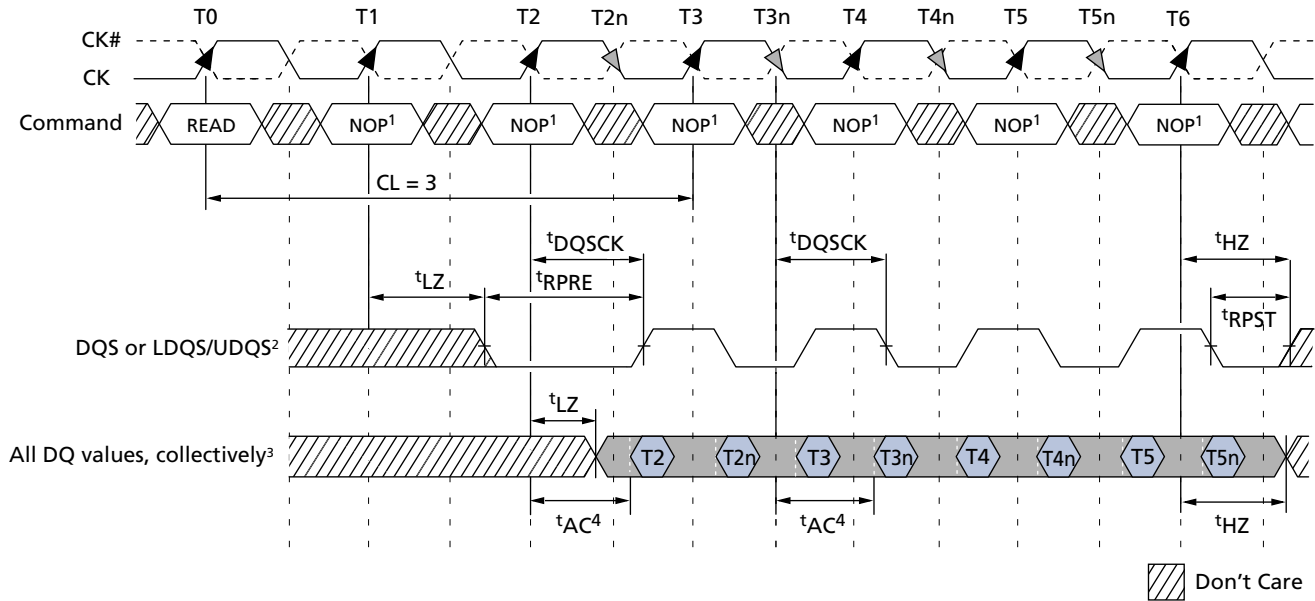 T0 T1 T2 T2n T3 T3n T4 T4n T5 T5n T6
CK#
CK
Command READ NOP¹ NOP¹ NOP¹ NOP¹ NOP¹ NOP¹
CL = 3
ᵗDQSCK ᵗDQSCK ᵗHZ
ᵗLZ ᵗRPRE ᵗRPST
DQS or LDQS/UDQS²
ᵗLZ
All DQ values, collectively³ T2 T2n T3 T3n T4 T4n T5 T5n
ᵗAC⁴ ᵗAC⁴ ᵗHZ
Don't Care